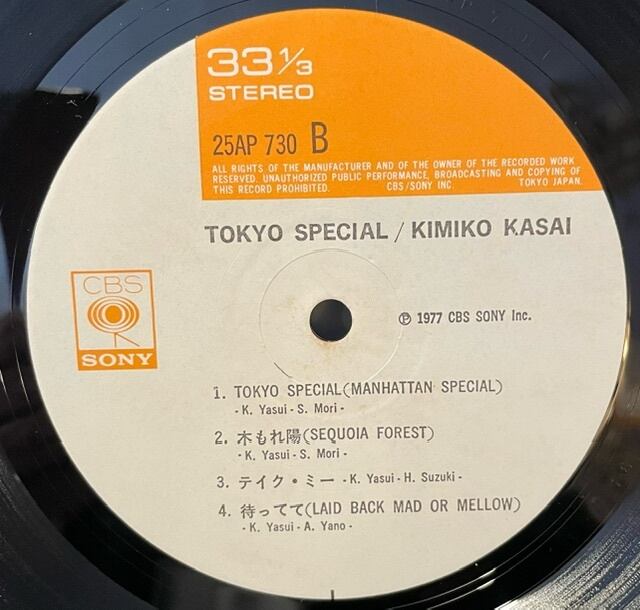 33 1/3
STEREO
25AP 730 B
ALL RIGHTS OF THE MANUFACTURER AND OF THE OWNER OF THE RECORDED WORK
RESERVED. UNAUTHORIZED PUBLIC PERFORMANCE, BROADCASTING AND COPYING OF
THIS RECORD PROHIBITED. CBS/SONY INC. TOKYO JAPAN.
TOKYO SPECIAL / KIMIKO KASAI
CBS
SONY
℗ 1977 CBS SONY Inc.
1. TOKYO SPECIAL(MANHATTAN SPECIAL)
- K. Yasui - S. Mori -
2. 木もれ陽(SEQUOIA FOREST)
- K. Yasui - S. Mori -
3. テイク・ミー - K. Yasui - H. Suzuki -
4. 待ってて(LAID BACK MAD OR MELLOW)
- K. Yasui - A. Yano -